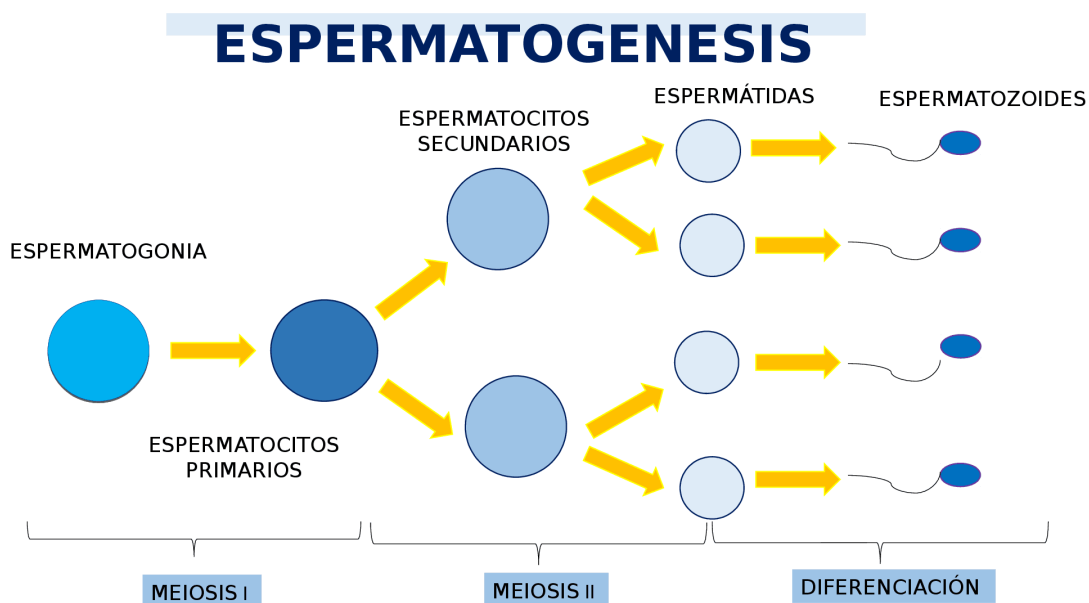 ESPERMATOGENESIS
ESPERMÁTIDAS
ESPERMATOZOIDES
ESPERMATOCITOS
SECUNDARIOS
ESPERMATOGONIA
ESPERMATOCITOS
PRIMARIOS
MEIOSIS I
MEIOSIS II
DIFERENCIACIÓN